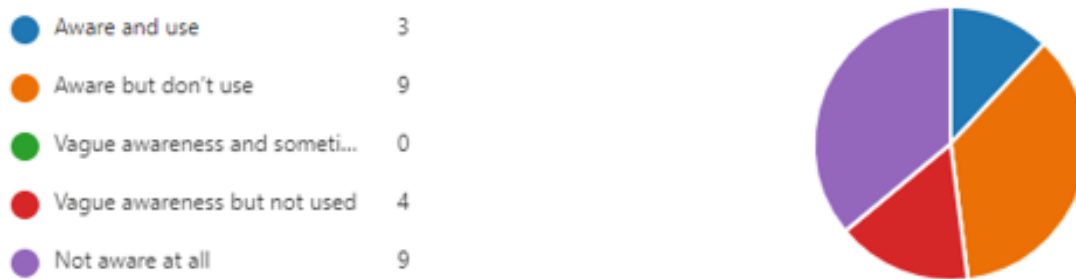 Aware and use 3
Aware but don't use 9
Vague awareness and someti... 0
Vague awareness but not used 4
Not aware at all 9